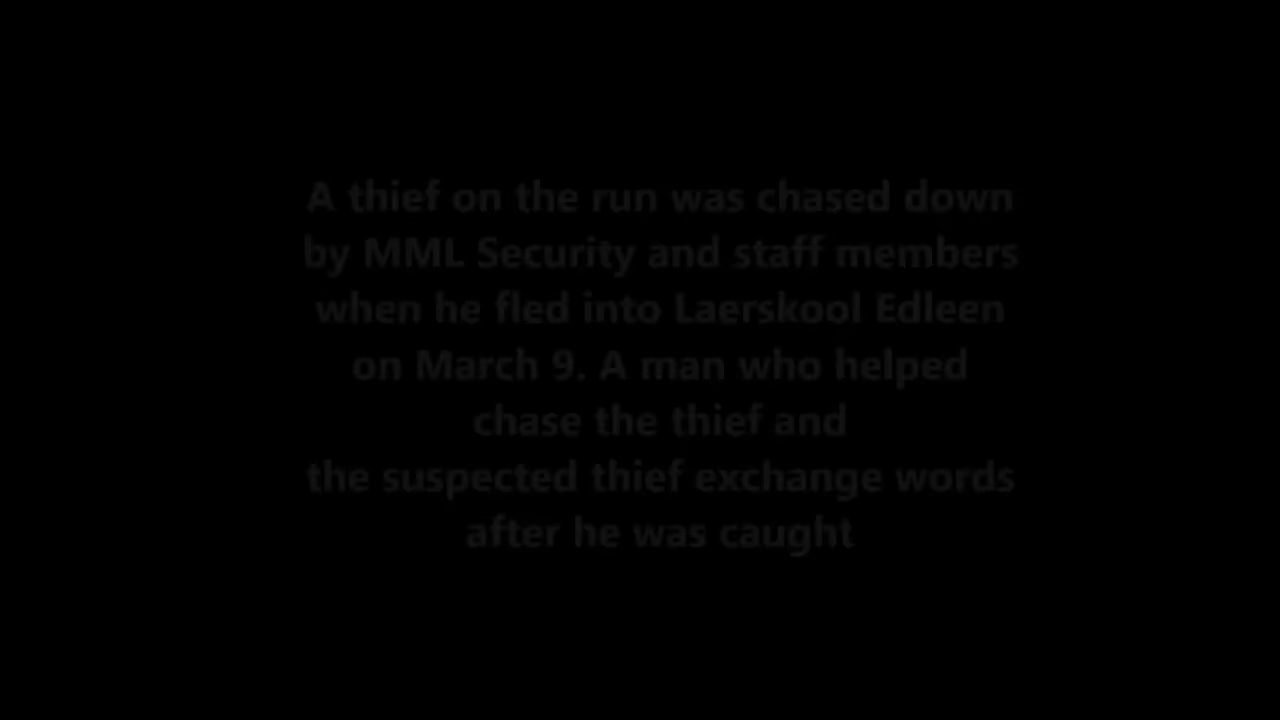 A thief on the run was chased down
by MML Security and staff members
when he fled into Laerskool Edleen
on March 9. A man who helped
chase the thief and
the suspected thief exchange words
after he was caught